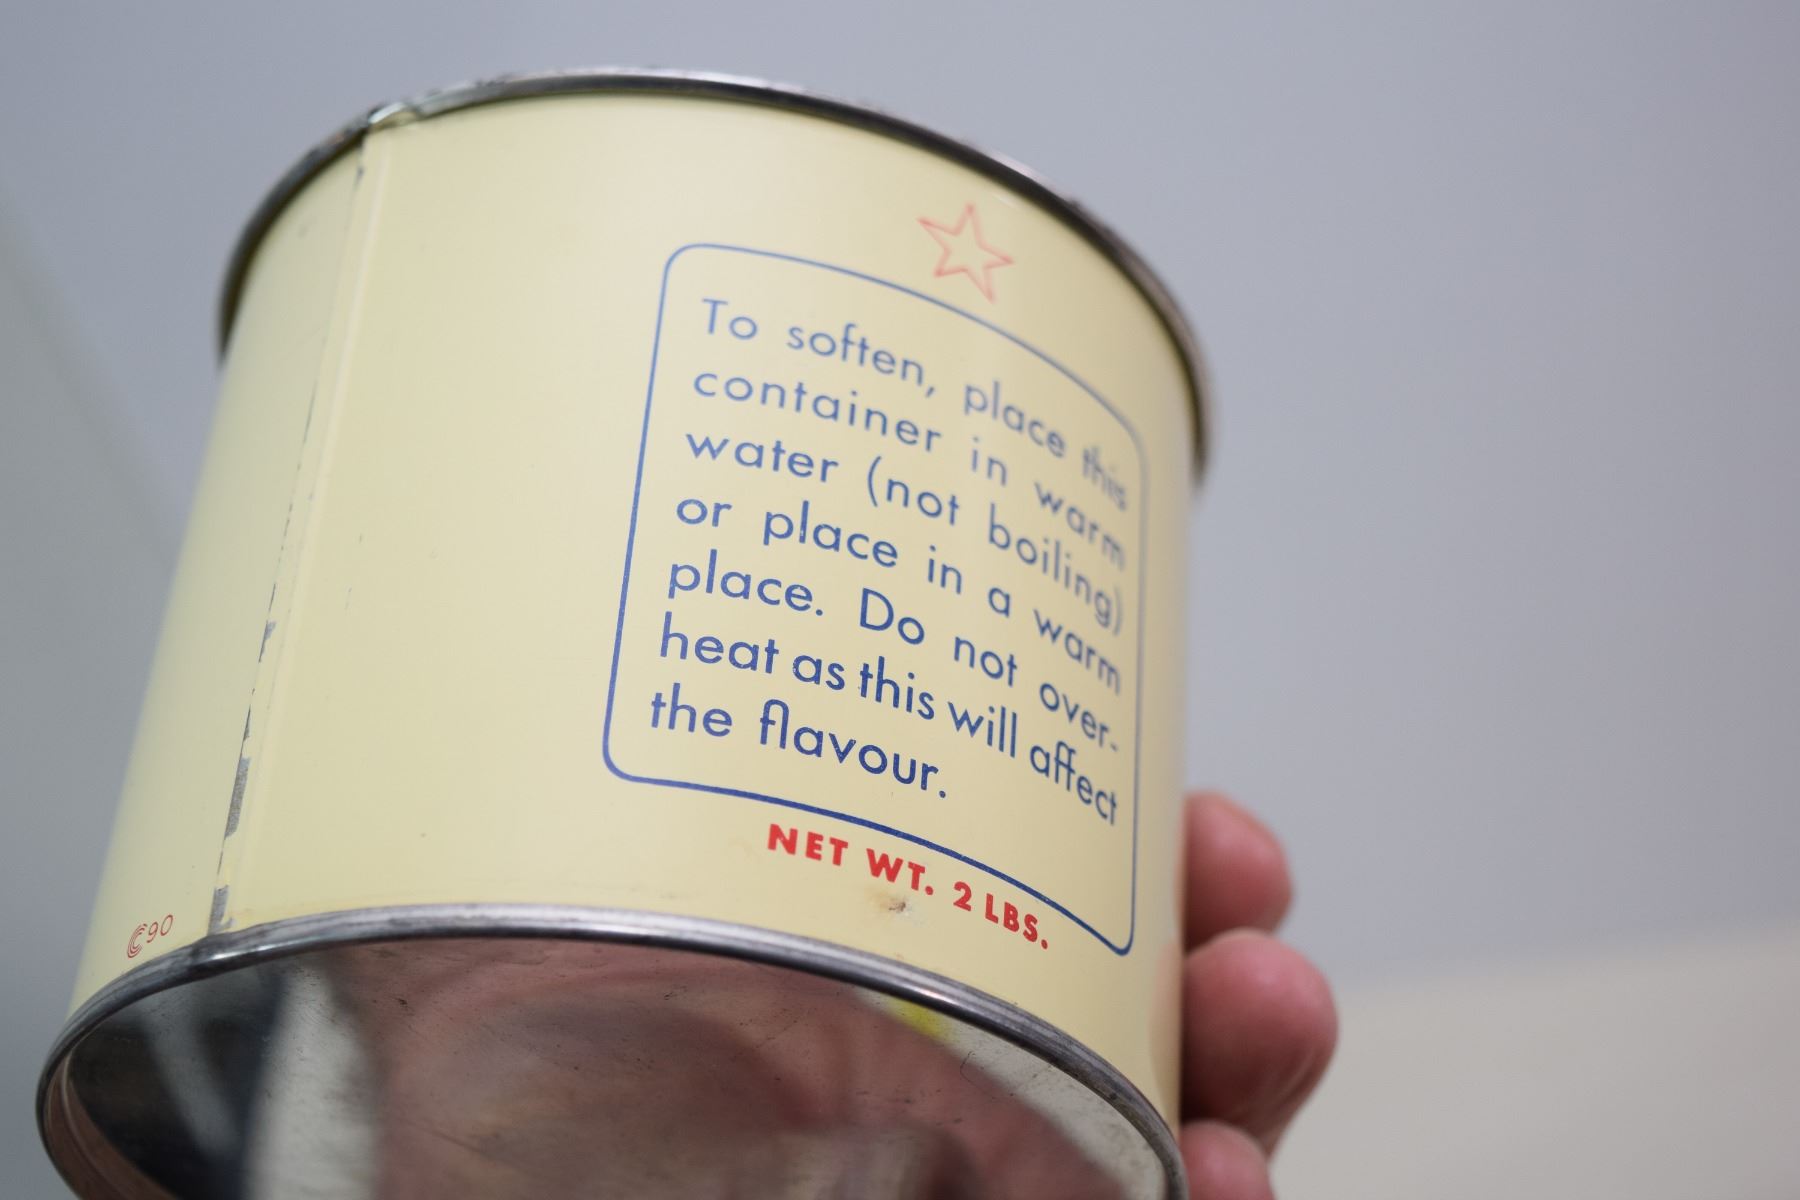 To soften, place this
container in warm
water (not boiling)
or place in a warm
place. Do not over-
heat as this will affect
the flavour.
NET WT. 2 LBS.
C90